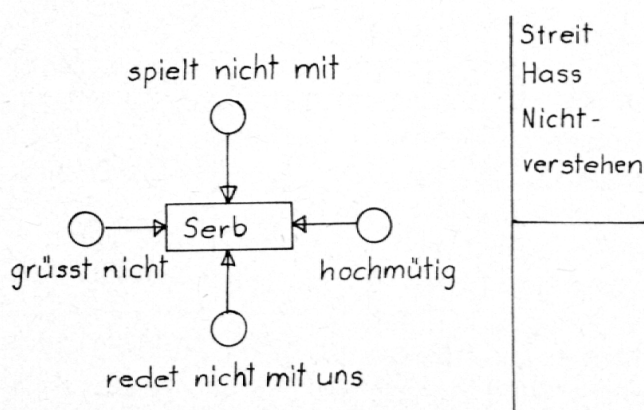 spielt nicht mit
Serb
grüsst nicht
hochmütig
redet nicht mit uns
Streit
Hass
Nicht-
verstehen